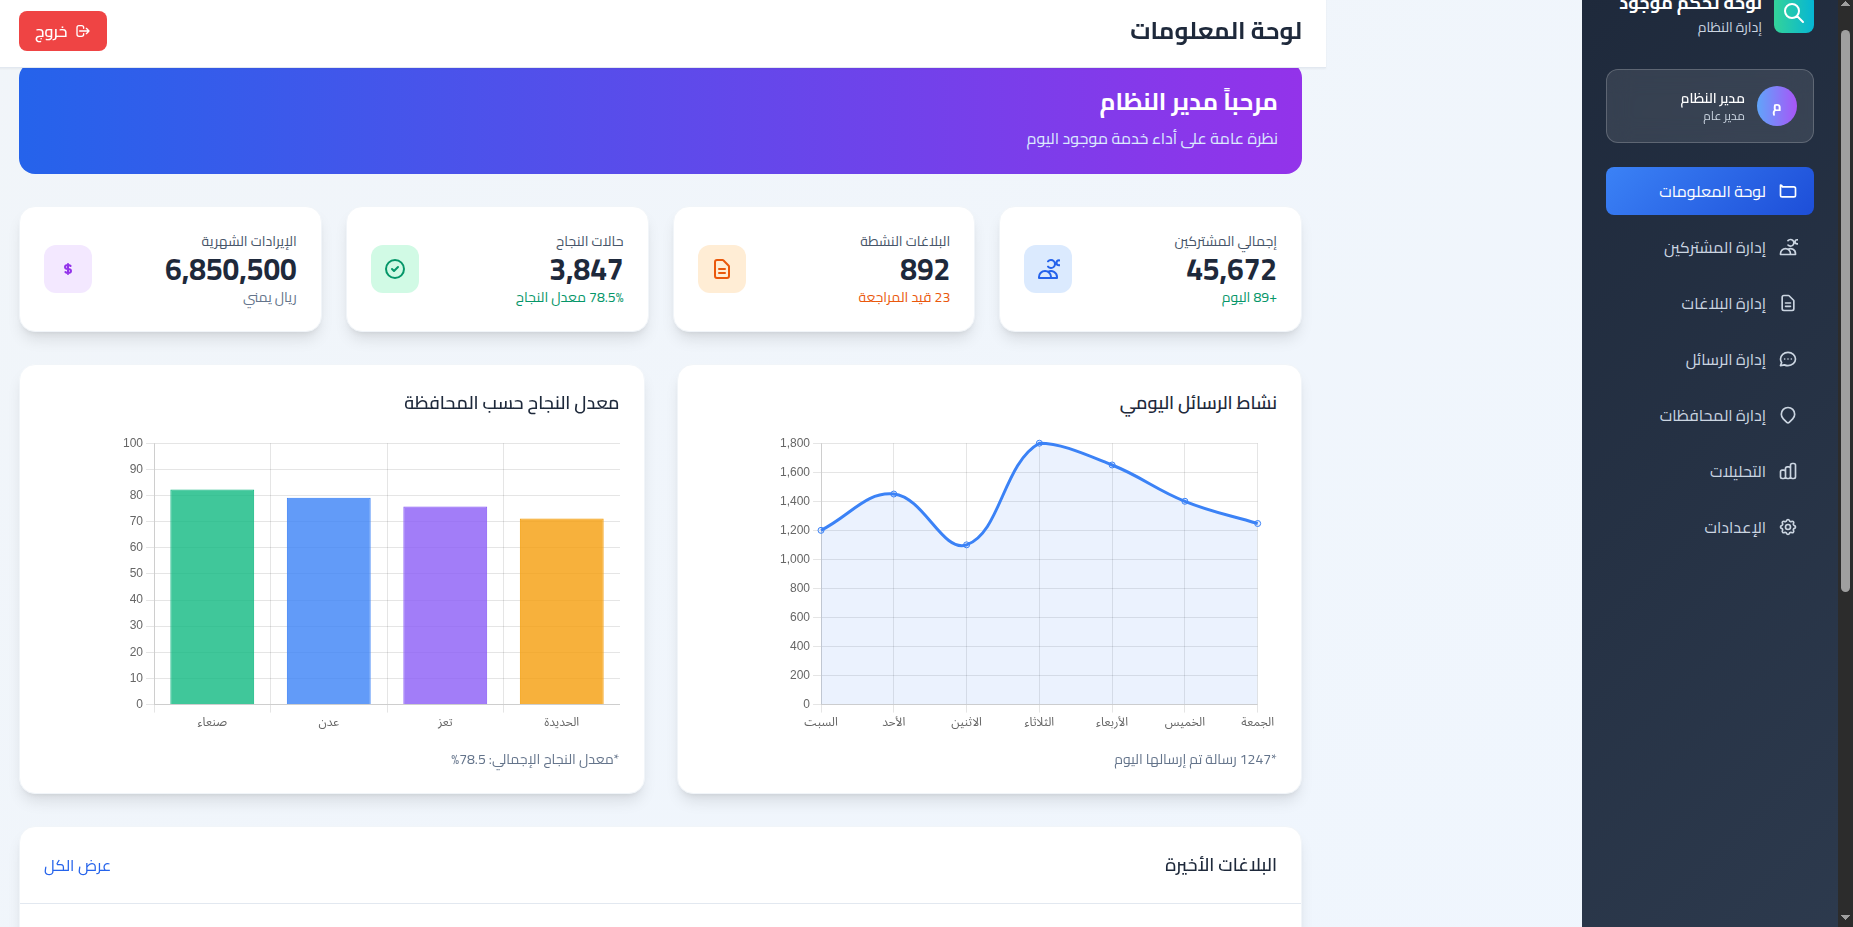 لوحة تحكم موجود
إدارة النظام
م
مدير النظام
مدير عام
لوحة المعلومات
إدارة المشتركين
إدارة البلاغات
إدارة الرسائل
إدارة المحافظات
التحليلات
الإعدادات
لوحة المعلومات
خروج
مرحباً مدير النظام
نظرة عامة على أداء خدمة موجود اليوم
إجمالي المشتركين
45,672
+89 اليوم
البلاغات النشطة
892
23 قيد المراجعة
حالات النجاح
3,847
78.5% معدل النجاح
الإيرادات الشهرية
6,850,500
ريال يمني
$
نشاط الرسائل اليومي
1,800
1,600
1,400
1,200
1,000
800
600
400
200
0
السبت
الأحد
الاثنين
الثلاثاء
الأربعاء
الخميس
الجمعة
*1247 رسالة تم إرسالها اليوم
معدل النجاح حسب المحافظة
100
90
80
70
60
50
40
30
20
10
0
صنعاء
عدن
تعز
الحديدة
*معدل النجاح الإجمالي: 78.5%
البلاغات الأخيرة
عرض الكل